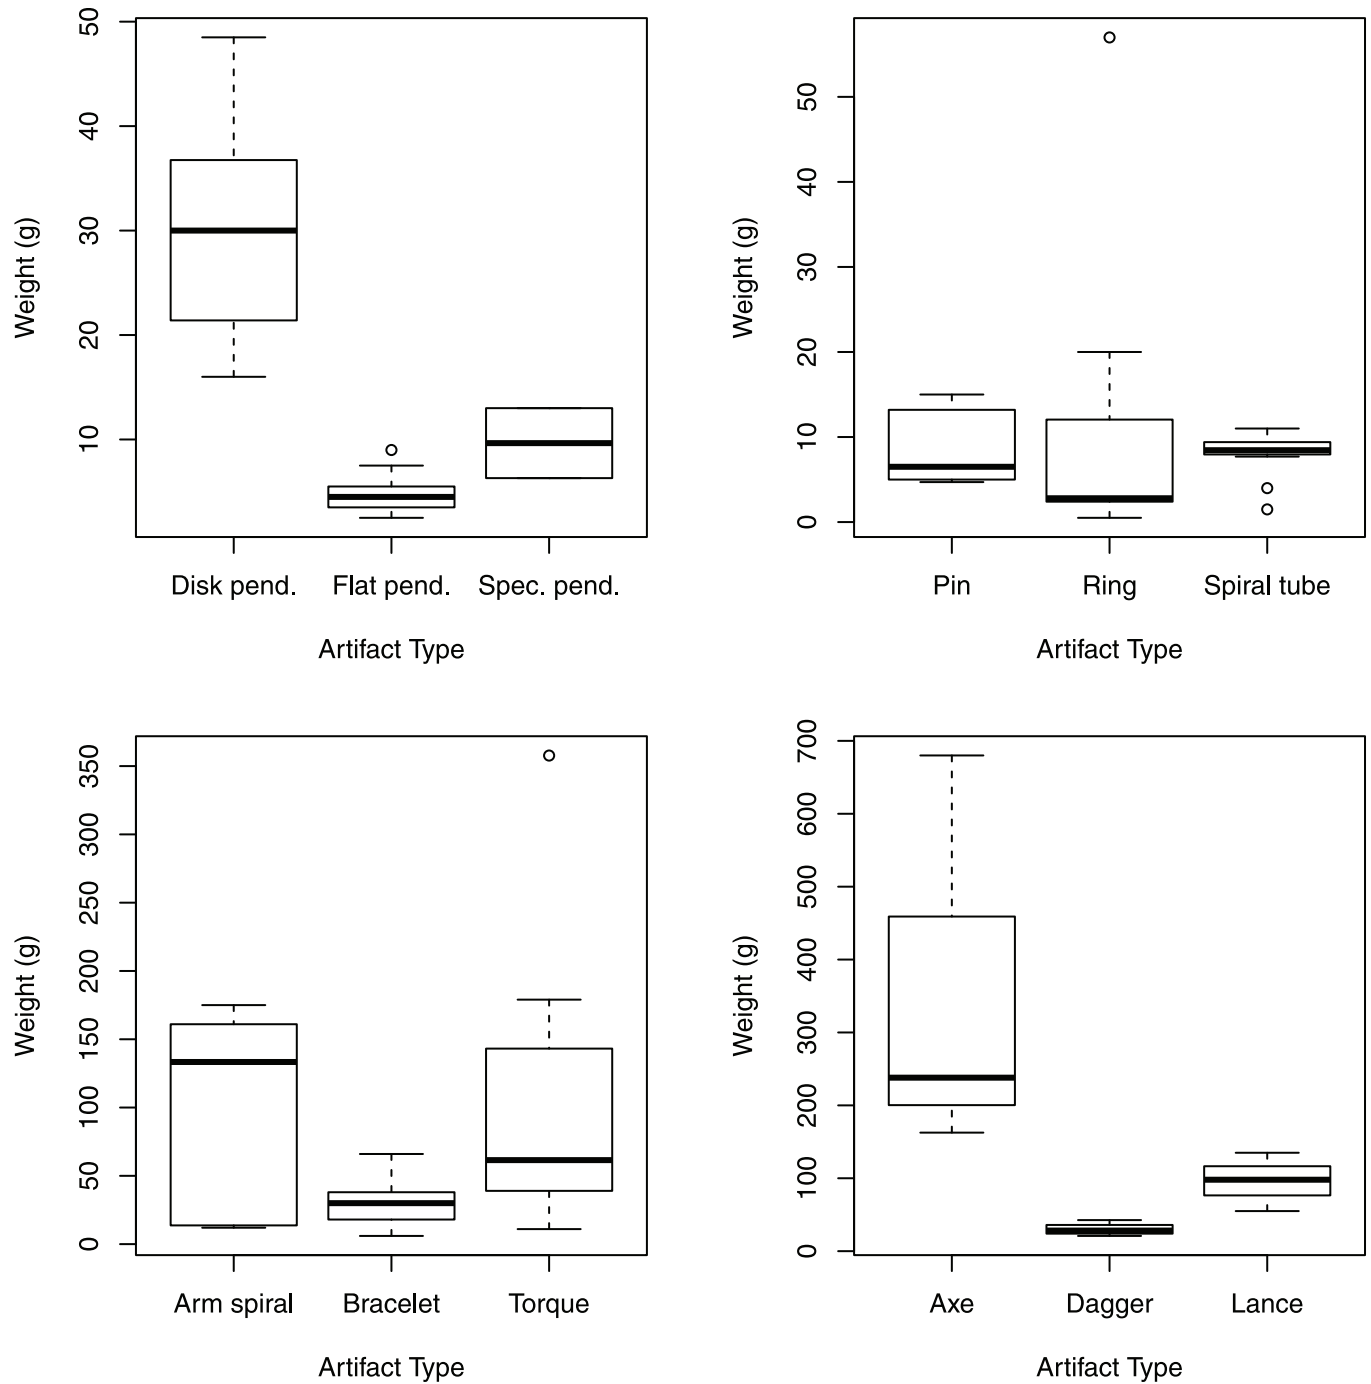 Weight (g)
50
40
30
20
10
Disk pend. Flat pend. Spec. pend.
Artifact Type
Weight (g)
50
40
30
20
10
0
Pin Ring Spiral tube
Artifact Type
Weight (g)
350
300
250
200
150
100
50
0
Arm spiral Bracelet Torque
Artifact Type
Weight (g)
700
600
500
400
300
200
100
0
Axe Dagger Lance
Artifact Type